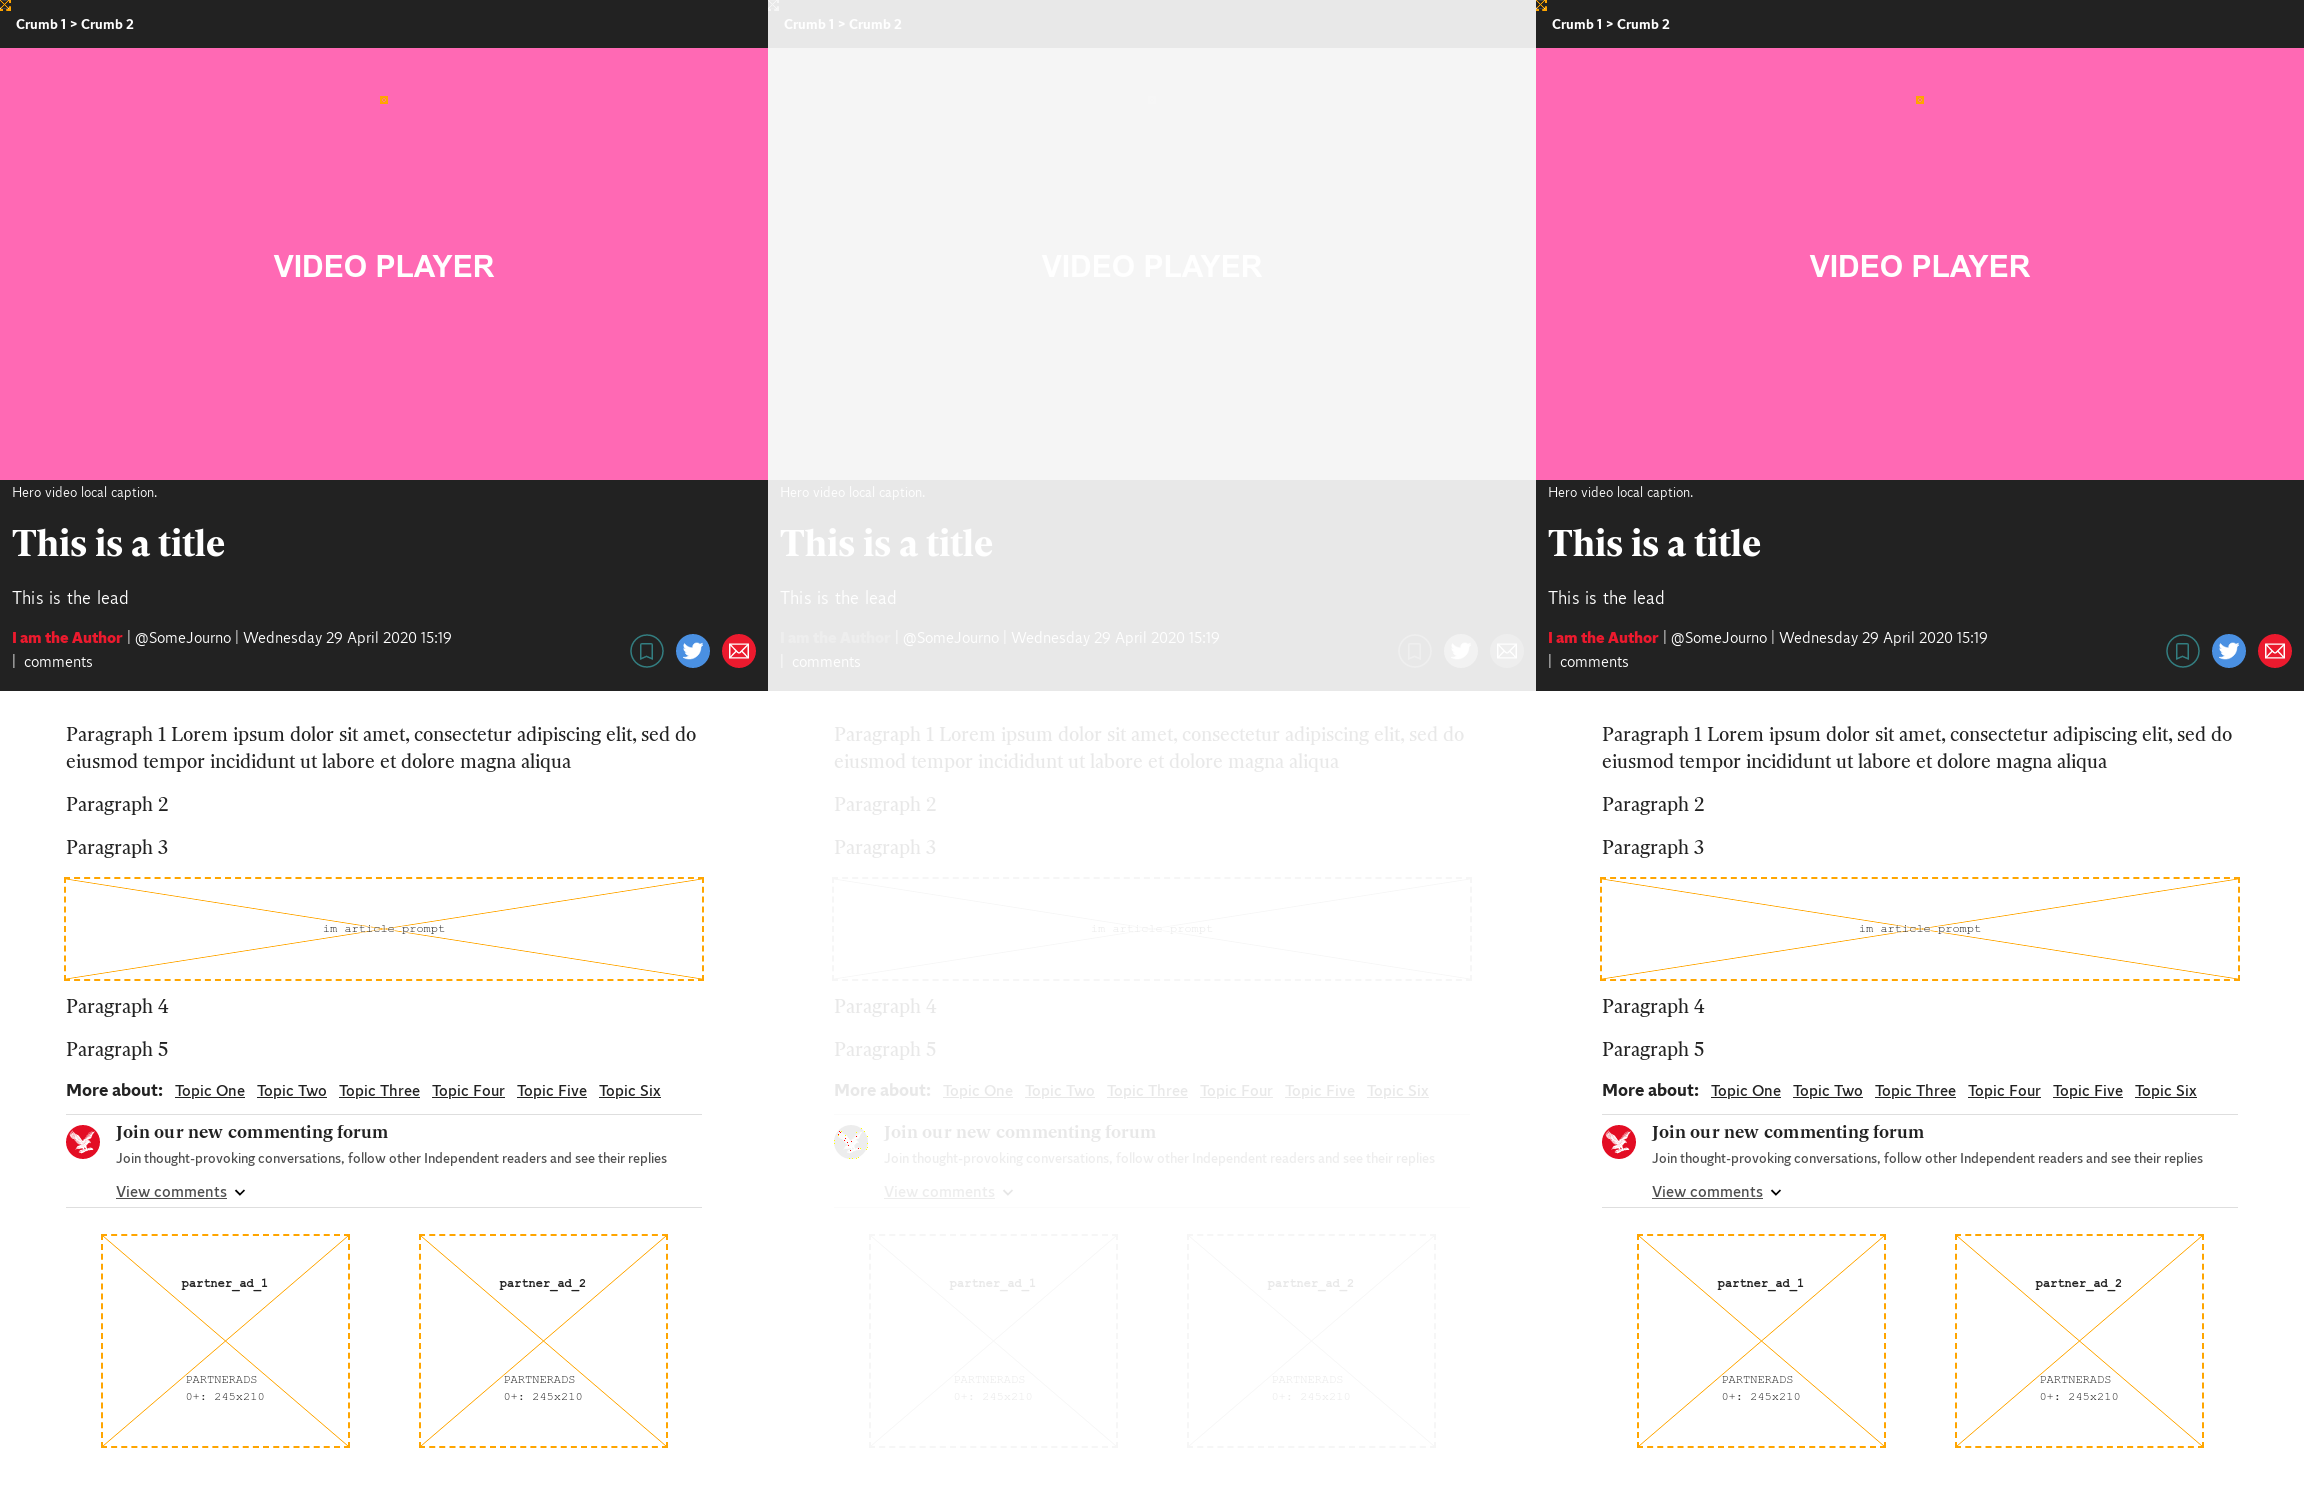 Crumb 1 > Crumb 2
VIDEO PLAYER
Hero video local caption.
This is a title
This is the lead
I am the Author | @SomeJourno | Wednesday 29 April 2020 15:19
| comments
Paragraph 1 Lorem ipsum dolor sit amet, consectetur adipiscing elit, sed do
eiusmod tempor incididunt ut labore et dolore magna aliqua
Paragraph 2
Paragraph 3
im article prompt
Paragraph 4
Paragraph 5
More about: Topic One Topic Two Topic Three Topic Four Topic Five Topic Six
Join our new commenting forum
Join thought-provoking conversations, follow other Independent readers and see their replies
View comments
partner_ad_1
PARTNERADS
0+: 245x210
partner_ad_2
PARTNERADS
0+: 245x210
Crumb 1 > Crumb 2
VIDEO PLAYER
Hero video local caption.
This is a title
This is the lead
I am the Author | @SomeJourno | Wednesday 29 April 2020 15:19
| comments
Paragraph 1 Lorem ipsum dolor sit amet, consectetur adipiscing elit, sed do
eiusmod tempor incididunt ut labore et dolore magna aliqua
Paragraph 2
Paragraph 3
im article prompt
Paragraph 4
Paragraph 5
More about: Topic One Topic Two Topic Three Topic Four Topic Five Topic Six
Join our new commenting forum
Join thought-provoking conversations, follow other Independent readers and see their replies
View comments
partner_ad_1
PARTNERADS
0+: 245x210
partner_ad_2
PARTNERADS
0+: 245x210
Crumb 1 > Crumb 2
VIDEO PLAYER
Hero video local caption.
This is a title
This is the lead
I am the Author | @SomeJourno | Wednesday 29 April 2020 15:19
| comments
Paragraph 1 Lorem ipsum dolor sit amet, consectetur adipiscing elit, sed do
eiusmod tempor incididunt ut labore et dolore magna aliqua
Paragraph 2
Paragraph 3
im article prompt
Paragraph 4
Paragraph 5
More about: Topic One Topic Two Topic Three Topic Four Topic Five Topic Six
Join our new commenting forum
Join thought-provoking conversations, follow other Independent readers and see their replies
View comments
partner_ad_1
PARTNERADS
0+: 245x210
partner_ad_2
PARTNERADS
0+: 245x210